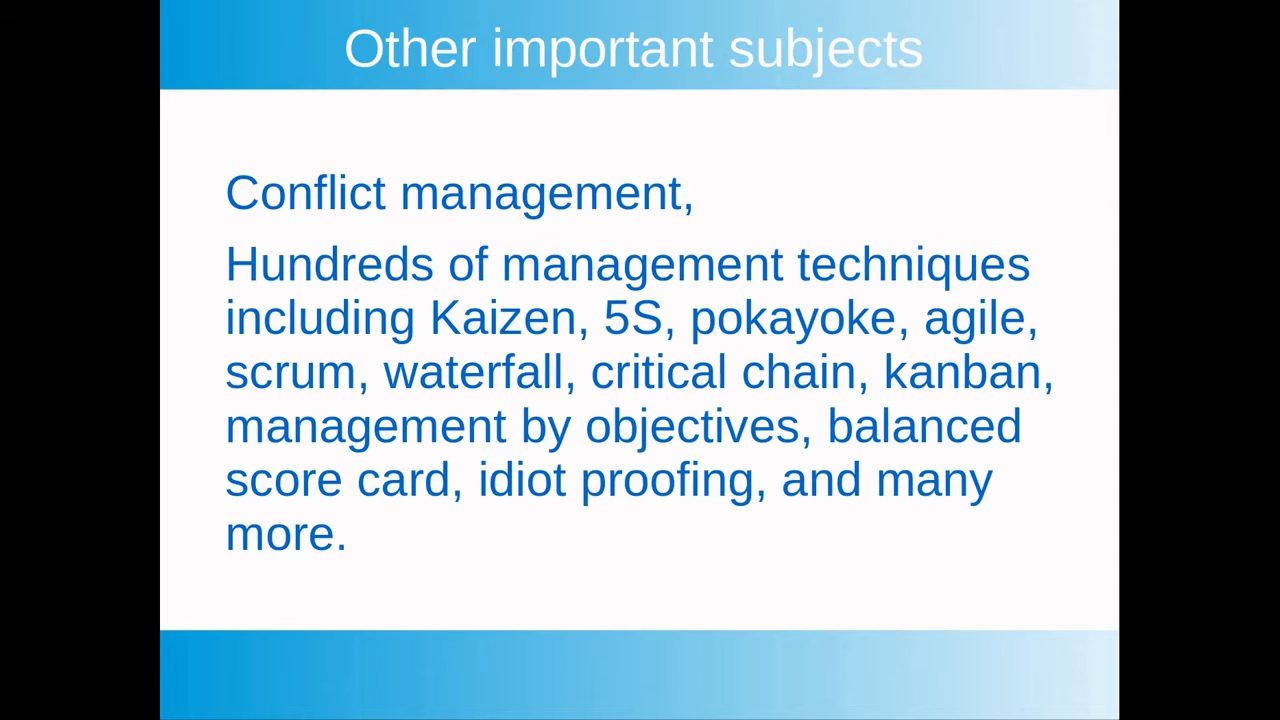 Other important subjects
Conflict management,
Hundreds of management techniques
including Kaizen, 5S, pokayoke, agile,
scrum, waterfall, critical chain, kanban,
management by objectives, balanced
score card, idiot proofing, and many
more.